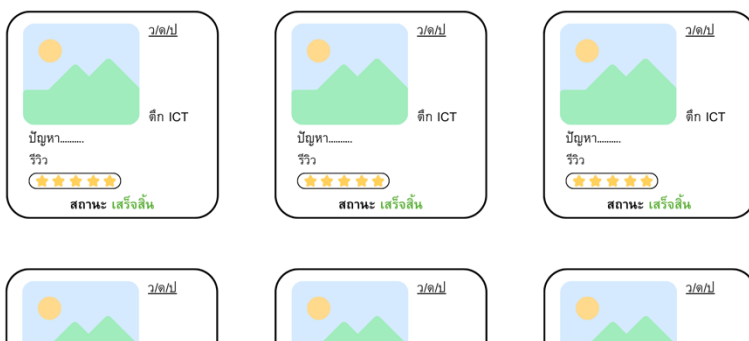 ว/ด/ป
ตึก ICT
ปัญหา..........
รีวิว
สถานะ เสร็จสิ้น
ว/ด/ป
ตึก ICT
ปัญหา..........
รีวิว
สถานะ เสร็จสิ้น
ว/ด/ป
ตึก ICT
ปัญหา..........
รีวิว
สถานะ เสร็จสิ้น
ว/ด/ป
ว/ด/ป
ว/ด/ป